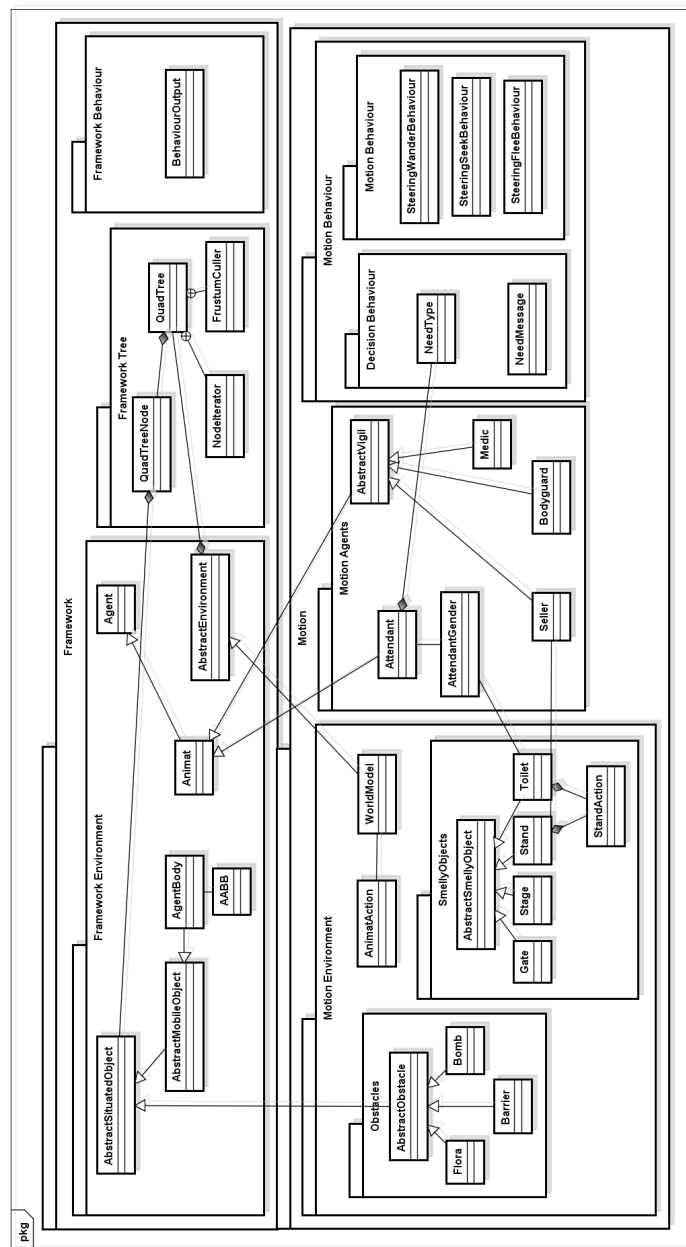 pkg
Framework
Framework Environment
AbstractSituatedObject
AbstractMobileObject
AgentBody
AABB
Animat
Agent
AbstractEnvironment
Framework Tree
QuadTreeNode
QuadTree
NodeIterator
FrustumCuller
Framework Behaviour
BehaviourOutput
Motion
Motion Environment
Obstacles
AbstractObstacle
Flora
Barrier
Bomb
AnimatAction
WorldModel
SmellyObjects
AbstractSmellyObject
Gate
Stage
Stand
Toilet
StandAction
Motion Agents
Attendant
AttendantGender
AbstractVigil
Seller
Bodyguard
Medic
Motion Behaviour
Decision Behaviour
NeedType
NeedMessage
Motion Behaviour
SteeringWanderBehaviour
SteeringSeekBehaviour
SteeringFleeBehaviour